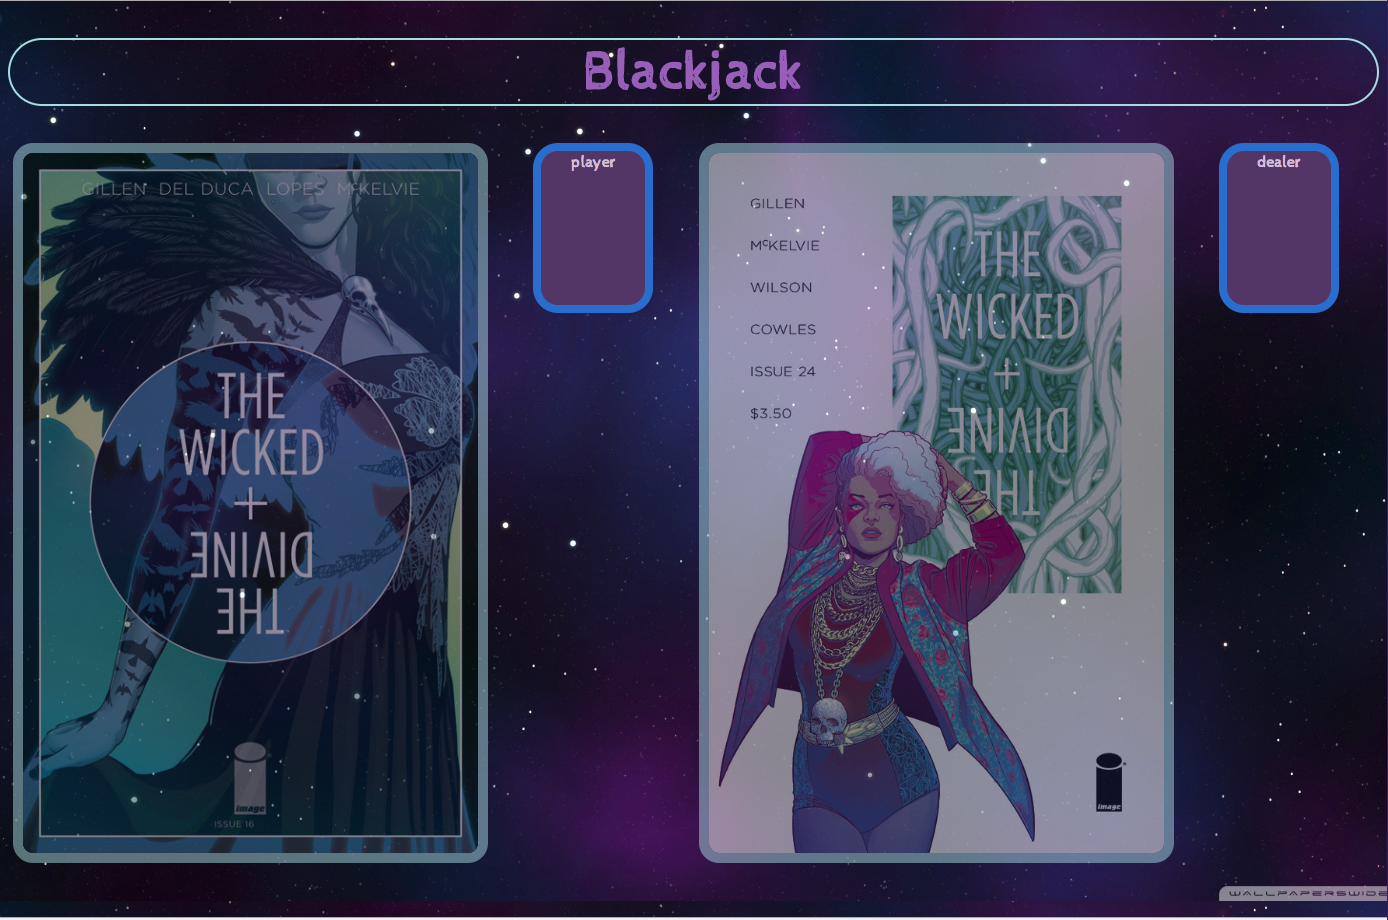 Blackjack
GILLEN DEL DUCA LOPES McKELVIE
THE
WICKED
+
DIVINE
THE
image
ISSUE 16
player
GILLEN
McKELVIE
WILSON
COWLES
ISSUE 24
$3.50
THE
WICKED
+
DIVINE
THE
image
dealer
WALLPAPERSWIDE